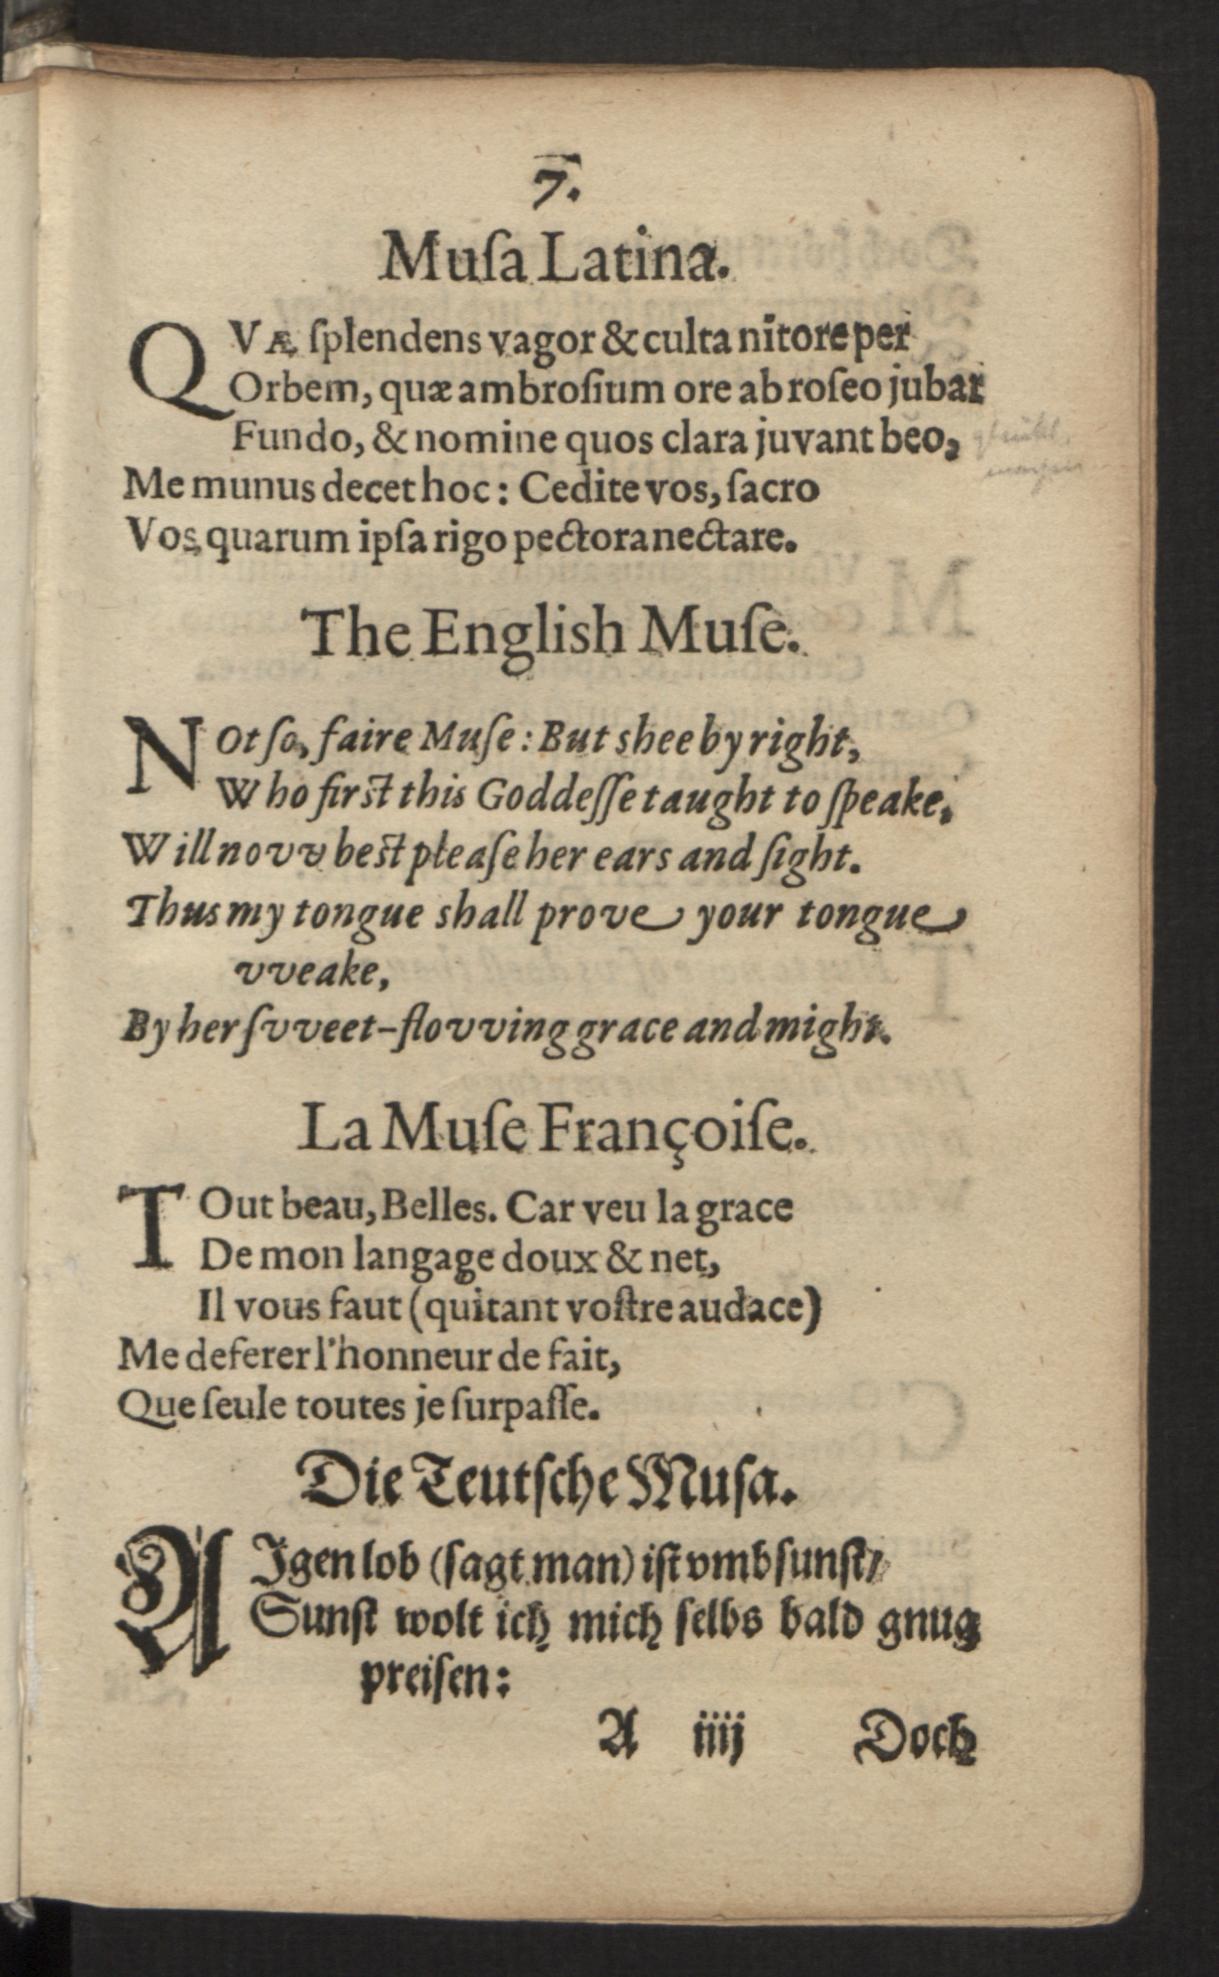 7.
Muſa Latina.
QVÆ ſplendens vagor & culta nitore per
Orbem, quæ ambroſium ore ab roſeo jubar
Fundo, & nomine quos clara juvant beo,
Me munus decet hoc: Cedite vos, ſacro
Vos quarum ipſa rigo pectora nectare.
The Engliſh Muſe.
NOt ſo, faire Muſe: But shee by right,
Who firſt this Goddeſſe taught to ſpeake,
Will novv beſt pleaſe her ears and ſight.
Thus my tongue shall prove your tongue
vveake,
By her ſvveet-flovving grace and might.
La Muſe Françoiſe.
TOut beau, Belles. Car veu la grace
De mon langage doux & net,
Il vous faut (quitant voſtre audace)
Me deferer l'honneur de fait,
Que ſeule toutes je ſurpaſſe.
Die Teutſche Muſa.
AIgen lob (ſagt man) iſt vmbſunſt/
Sunſt wolt ich mich ſelbs bald gnug
preiſen:
A iiij Doch